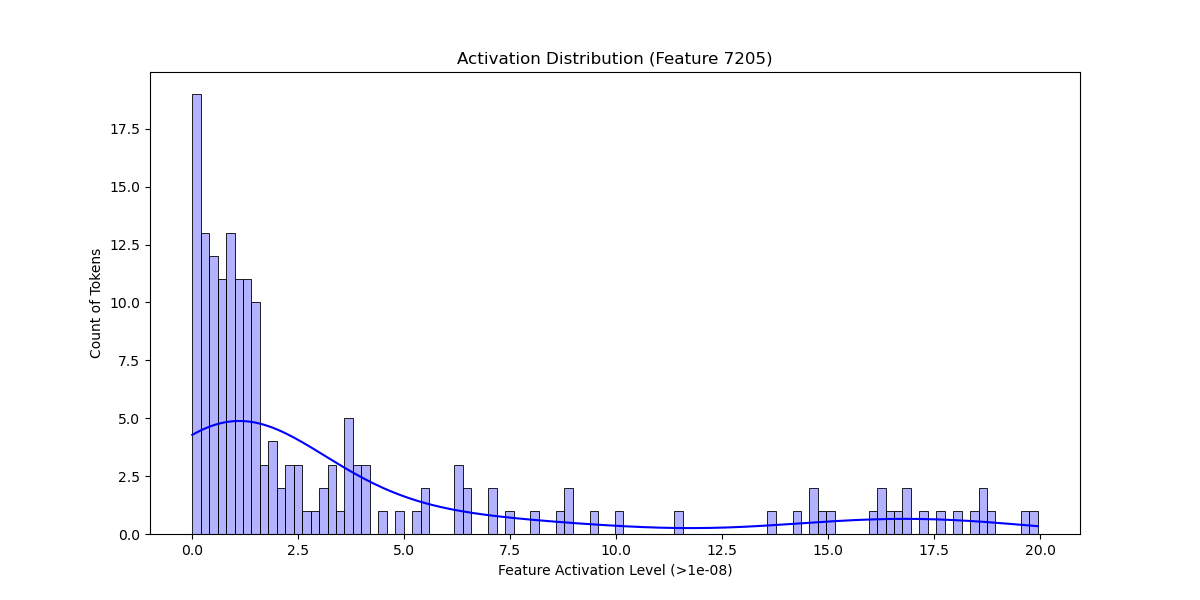 Activation Distribution (Feature 7205)
Count of Tokens
17.5
15.0
12.5
10.0
7.5
5.0
2.5
0.0
0.0 2.5 5.0 7.5 10.0 12.5 15.0 17.5 20.0
Feature Activation Level (>1e-08)